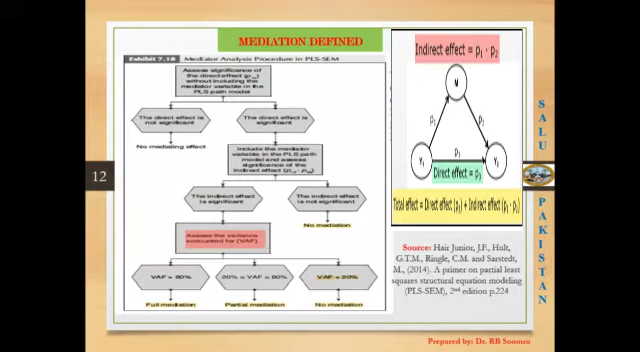 MEDIATION DEFINED
Exhibit 7.18 Mediator Analysis Procedure in PLS-SEM
Assess significance of
the direct effect
without including the
mediator variable in the
PLS path model
The direct effect is
not significant
The direct effect is
significant
No mediating effect
Include the mediator
variable in the PLS path
model and assess
significance of the
indirect effect
The indirect effect
is significant
The indirect effect
is not significant
No mediation
Assess the variance
accounted for (VAF)
VAF > 80%
20% ≤ VAF ≤ 80%
VAF < 20%
Full mediation
Partial mediation
No mediation
Indirect effect = p₁ · p₂
M
p₁
p₂
p₃
Y₁
Y₂
Direct effect = p₃
Total effect = Direct effect (p₃) + Indirect effect (p₁ · p₂)
Source: Hair Junior, J.F., Hult,
G.T.M., Ringle, C.M. and Sarstedt,
M., (2014). A primer on partial least
squares structural equation modeling
(PLS-SEM), 2nd edition p.224
SALU
PAKISTAN
12
Prepared by: Dr. RB Soomro